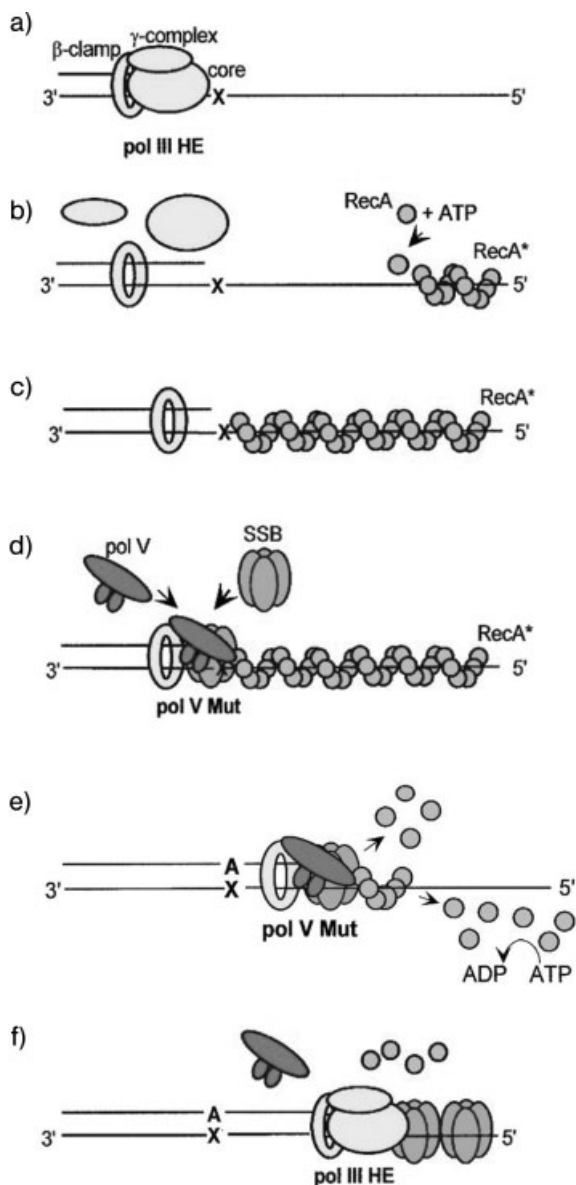 a)
γ-complex
β-clamp
core
3' X 5'
pol III HE
b)
RecA + ATP
RecA*
3' X 5'
c)
RecA*
3' X 5'
d)
pol V SSB
RecA*
3' 5'
pol V Mut
e)
A
3' X 5'
pol V Mut
ADP ATP
f)
A
3' X 5'
pol III HE